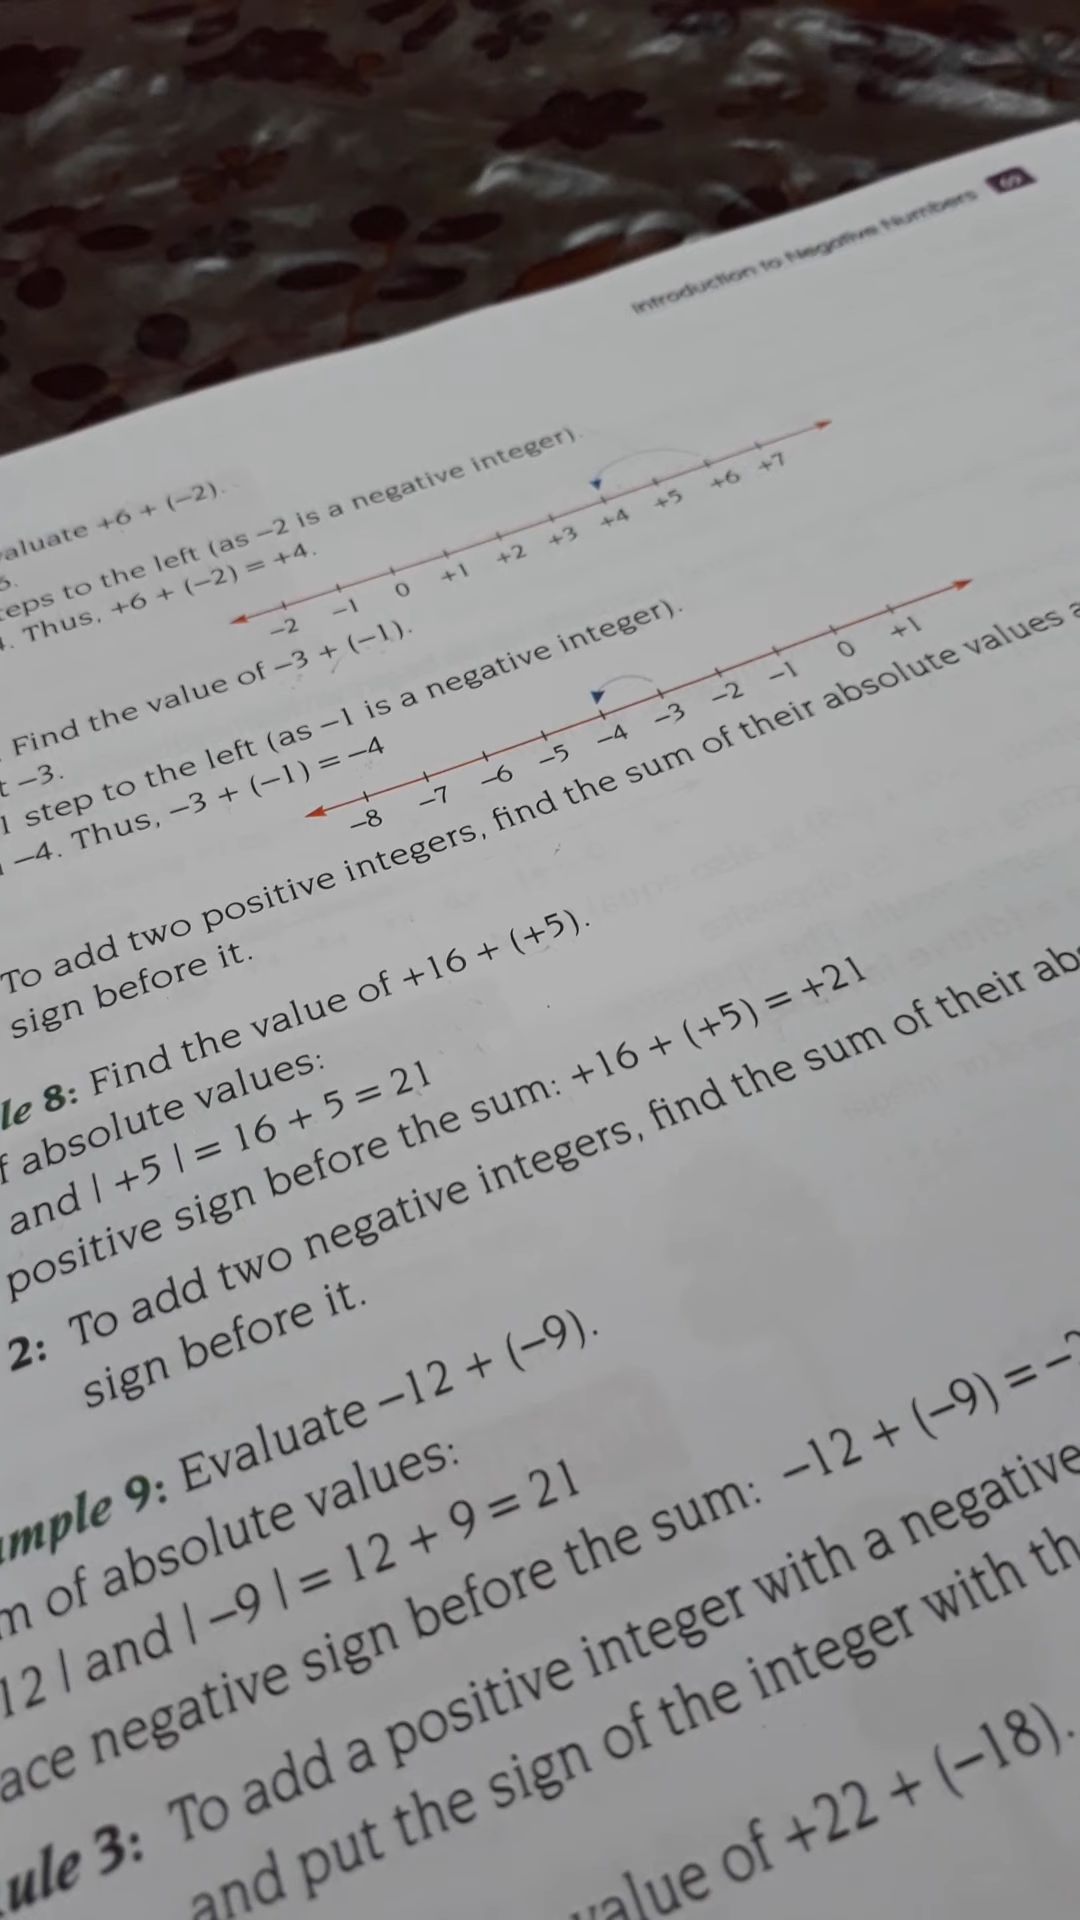 Introduction to Negative Numbers 69
valuate +6 + (−2).
teps to the left (as −2 is a negative integer).
. Thus, +6 + (−2) = +4.
−2 −1 0 +1 +2 +3 +4 +5 +6 +7
Find the value of −3 + (−1).
t −3.
1 step to the left (as −1 is a negative integer).
−4. Thus, −3 + (−1) = −4
−8 −7 −6 −5 −4 −3 −2 −1 0 +1
To add two positive integers, find the sum of their absolute values a
sign before it.
le 8: Find the value of +16 + (+5).
f absolute values:
and | +5 | = 16 + 5 = 21
positive sign before the sum: +16 + (+5) = +21
2: To add two negative integers, find the sum of their abs
sign before it.
ample 9: Evaluate −12 + (−9).
m of absolute values:
12 | and | −9 | = 12 + 9 = 21
ace negative sign before the sum: −12 + (−9) = −2
ule 3: To add a positive integer with a negative
and put the sign of the integer with th
value of +22 + (−18).